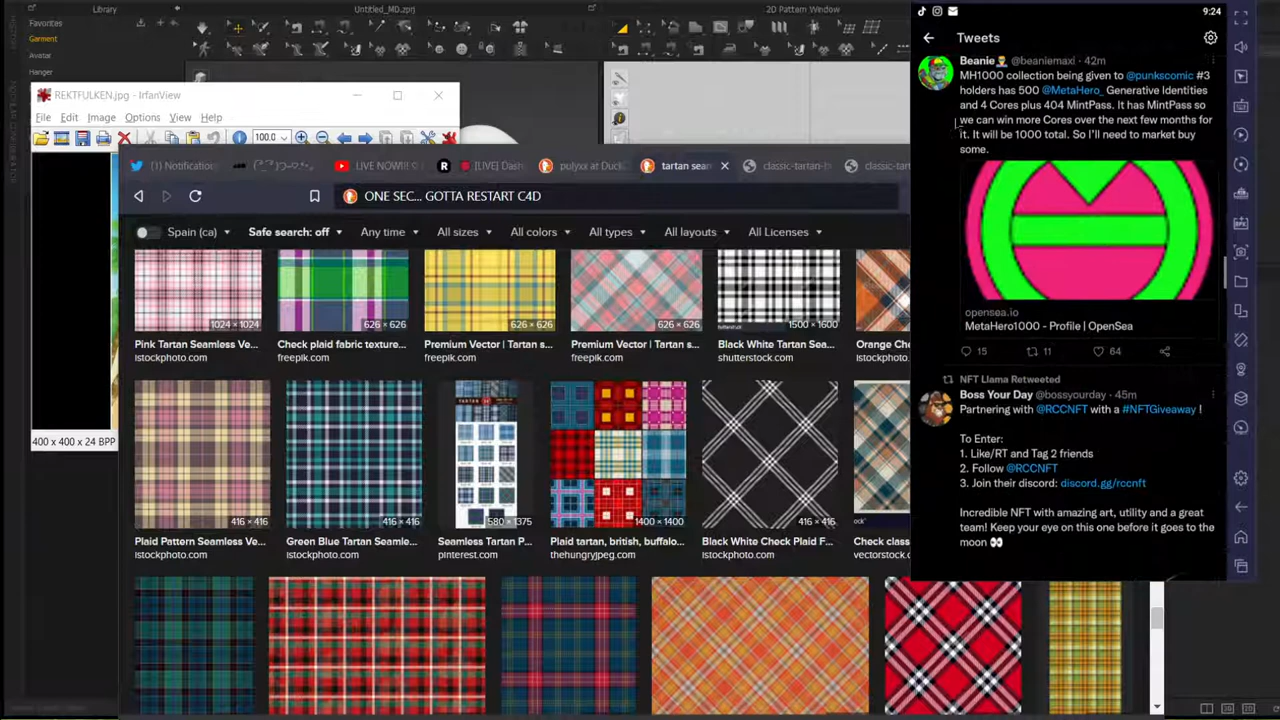 Library
Untitled_MD.zprj
2D Pattern Window
Favorites
Garment
Avatar
Hanger
REKTFULKEN.jpg - IrfanView
File Edit Image Options View Help
100.0
400 x 400 x 24 BPP
(1) Notification
LIVE NOW!!!
[LIVE] Dash
polyxx at Duck
tartan sea
classic-tartan-b
classic-tar
ONE SEC... GOTTA RESTART C4D
Spain (ca)
Safe search: off
Any time
All sizes
All colors
All types
All layouts
All Licenses
1024 × 1024
626 × 626
626 × 626
626 × 626
1500 × 1500
Pink Tartan Seamless Ve...
Check plaid fabric texture...
Premium Vector | Tartan s...
Premium Vector | Tartan s...
Black White Tartan Sea...
Orange Che
istockphoto.com
freepik.com
freepik.com
freepik.com
shutterstock.com
istockphoto
TARTAN
416 × 416
416 × 416
580 × 1375
1400 × 1400
416 × 416
Plaid Pattern Seamless Ve...
Green Blue Tartan Seamle...
Seamless Tartan P...
Plaid tartan, british, buffalo...
Black White Check Plaid F...
Check class
istockphoto.com
istockphoto.com
pinterest.com
thehungryjpeg.com
istockphoto.com
vectorstock.c
9:24
Tweets
Beanie @beaniemaxi · 42m
MH1000 collection being given to @punkscomic #3
holders has 500 @MetaHero_ Generative Identities
and 4 Cores plus 404 MintPass. It has MintPass so
we can win more Cores over the next few months for
it. It will be 1000 total. So I'll need to market buy
some.
opensea.io
MetaHero1000 - Profile | OpenSea
15
11
64
NFT Llama Retweeted
Boss Your Day @bossyourday · 45m
Partnering with @RCCNFT with a #NFTGiveaway !
To Enter:
1. Like/RT and Tag 2 friends
2. Follow @RCCNFT
3. Join their discord: discord.gg/rccnft
Incredible NFT with amazing art, utility and a great
team! Keep your eye on this one before it goes to the
moon 👀